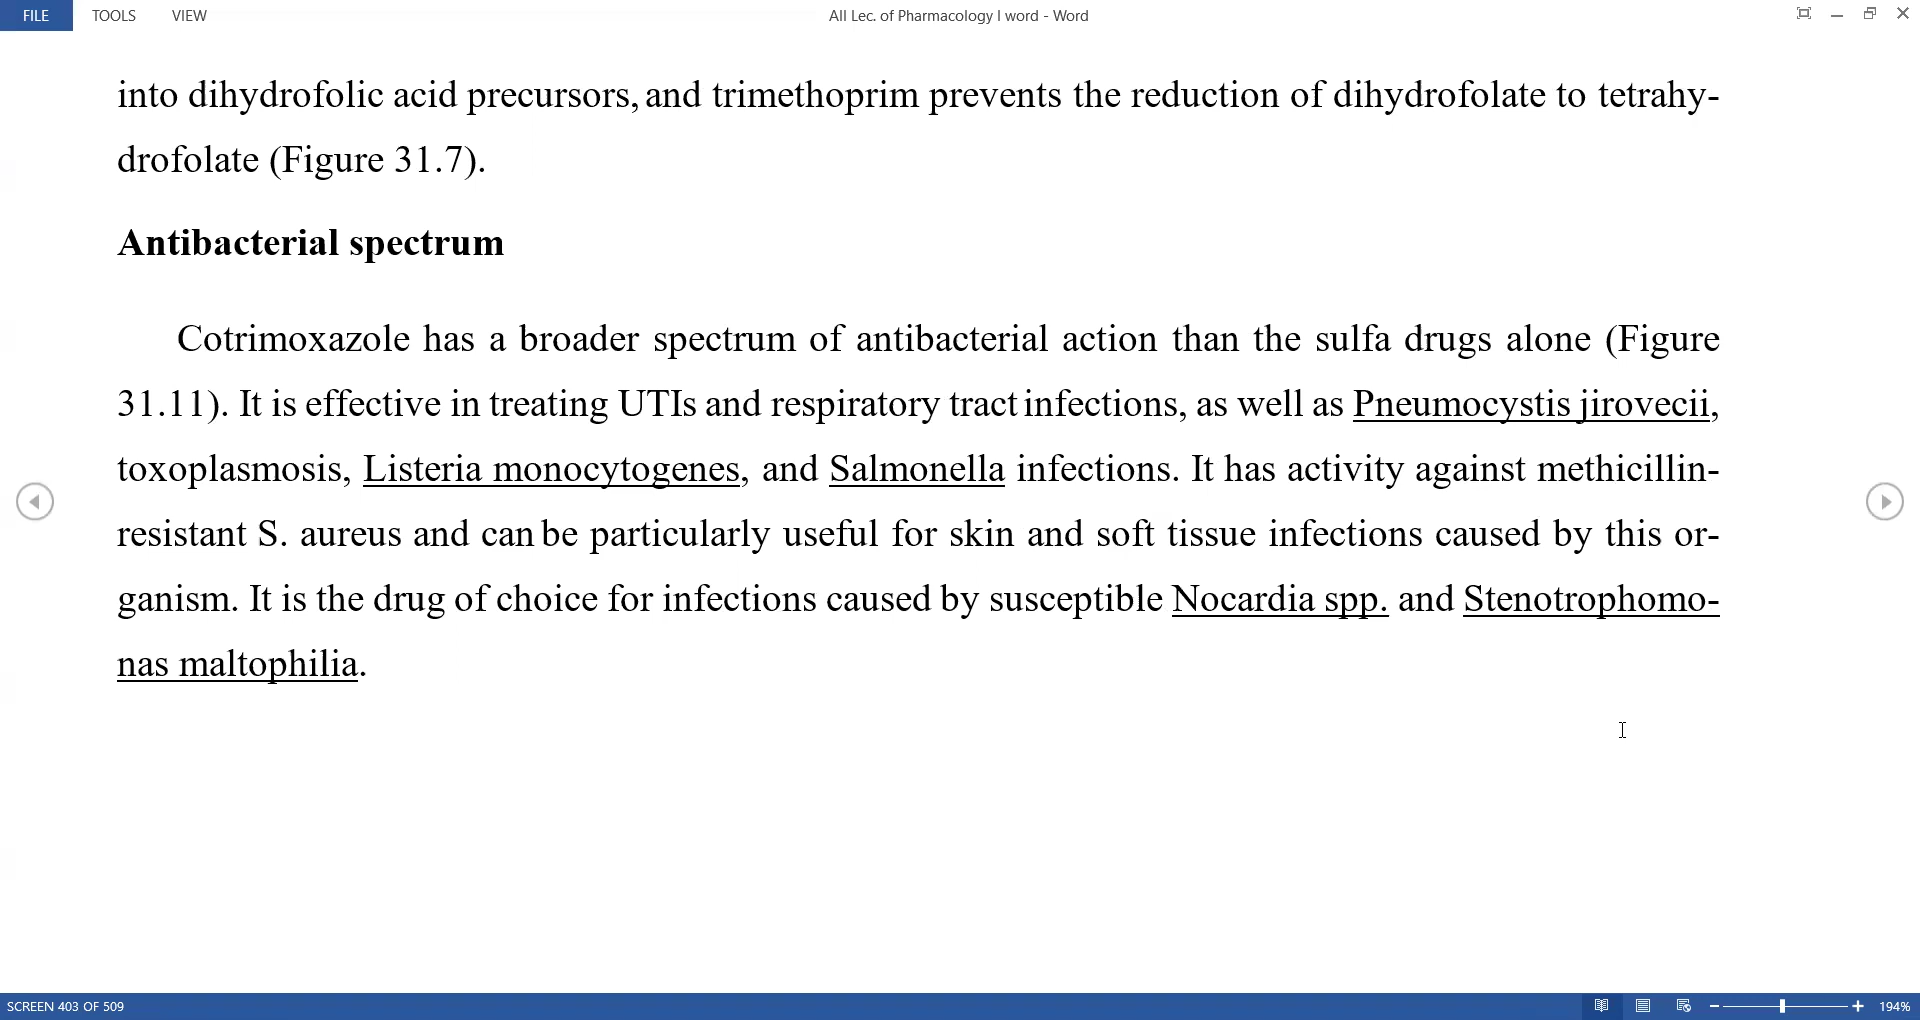 FILE TOOLS VIEW All Lec. of Pharmacology I word - Word
into dihydrofolic acid precursors, and trimethoprim prevents the reduction of dihydrofolate to tetrahy-
drofolate (Figure 31.7).
Antibacterial spectrum
Cotrimoxazole has a broader spectrum of antibacterial action than the sulfa drugs alone (Figure
31.11). It is effective in treating UTIs and respiratory tract infections, as well as Pneumocystis jirovecii,
toxoplasmosis, Listeria monocytogenes, and Salmonella infections. It has activity against methicillin-
resistant S. aureus and can be particularly useful for skin and soft tissue infections caused by this or-
ganism. It is the drug of choice for infections caused by susceptible Nocardia spp. and Stenotrophomo-
nas maltophilia.
SCREEN 403 OF 509 194%